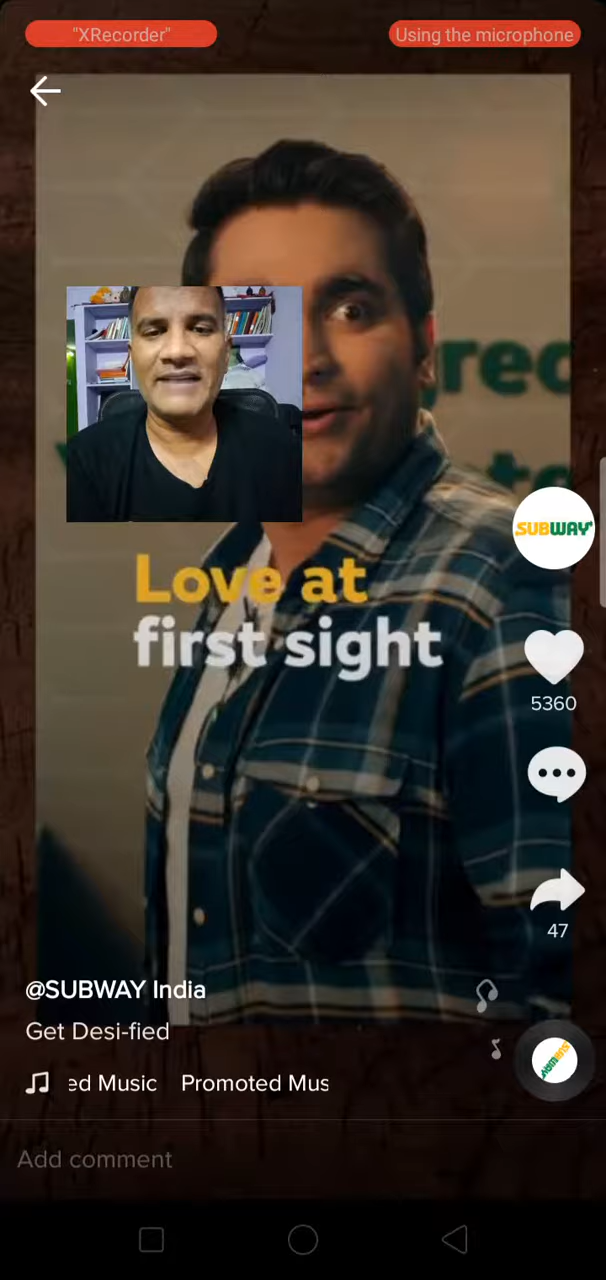 "XRecorder"
Using the microphone
Love at
first sight
SUBWAY
5360
47
@SUBWAY India
Get Desi-fied
ed Music Promoted Mus
SUBWAY
Add comment